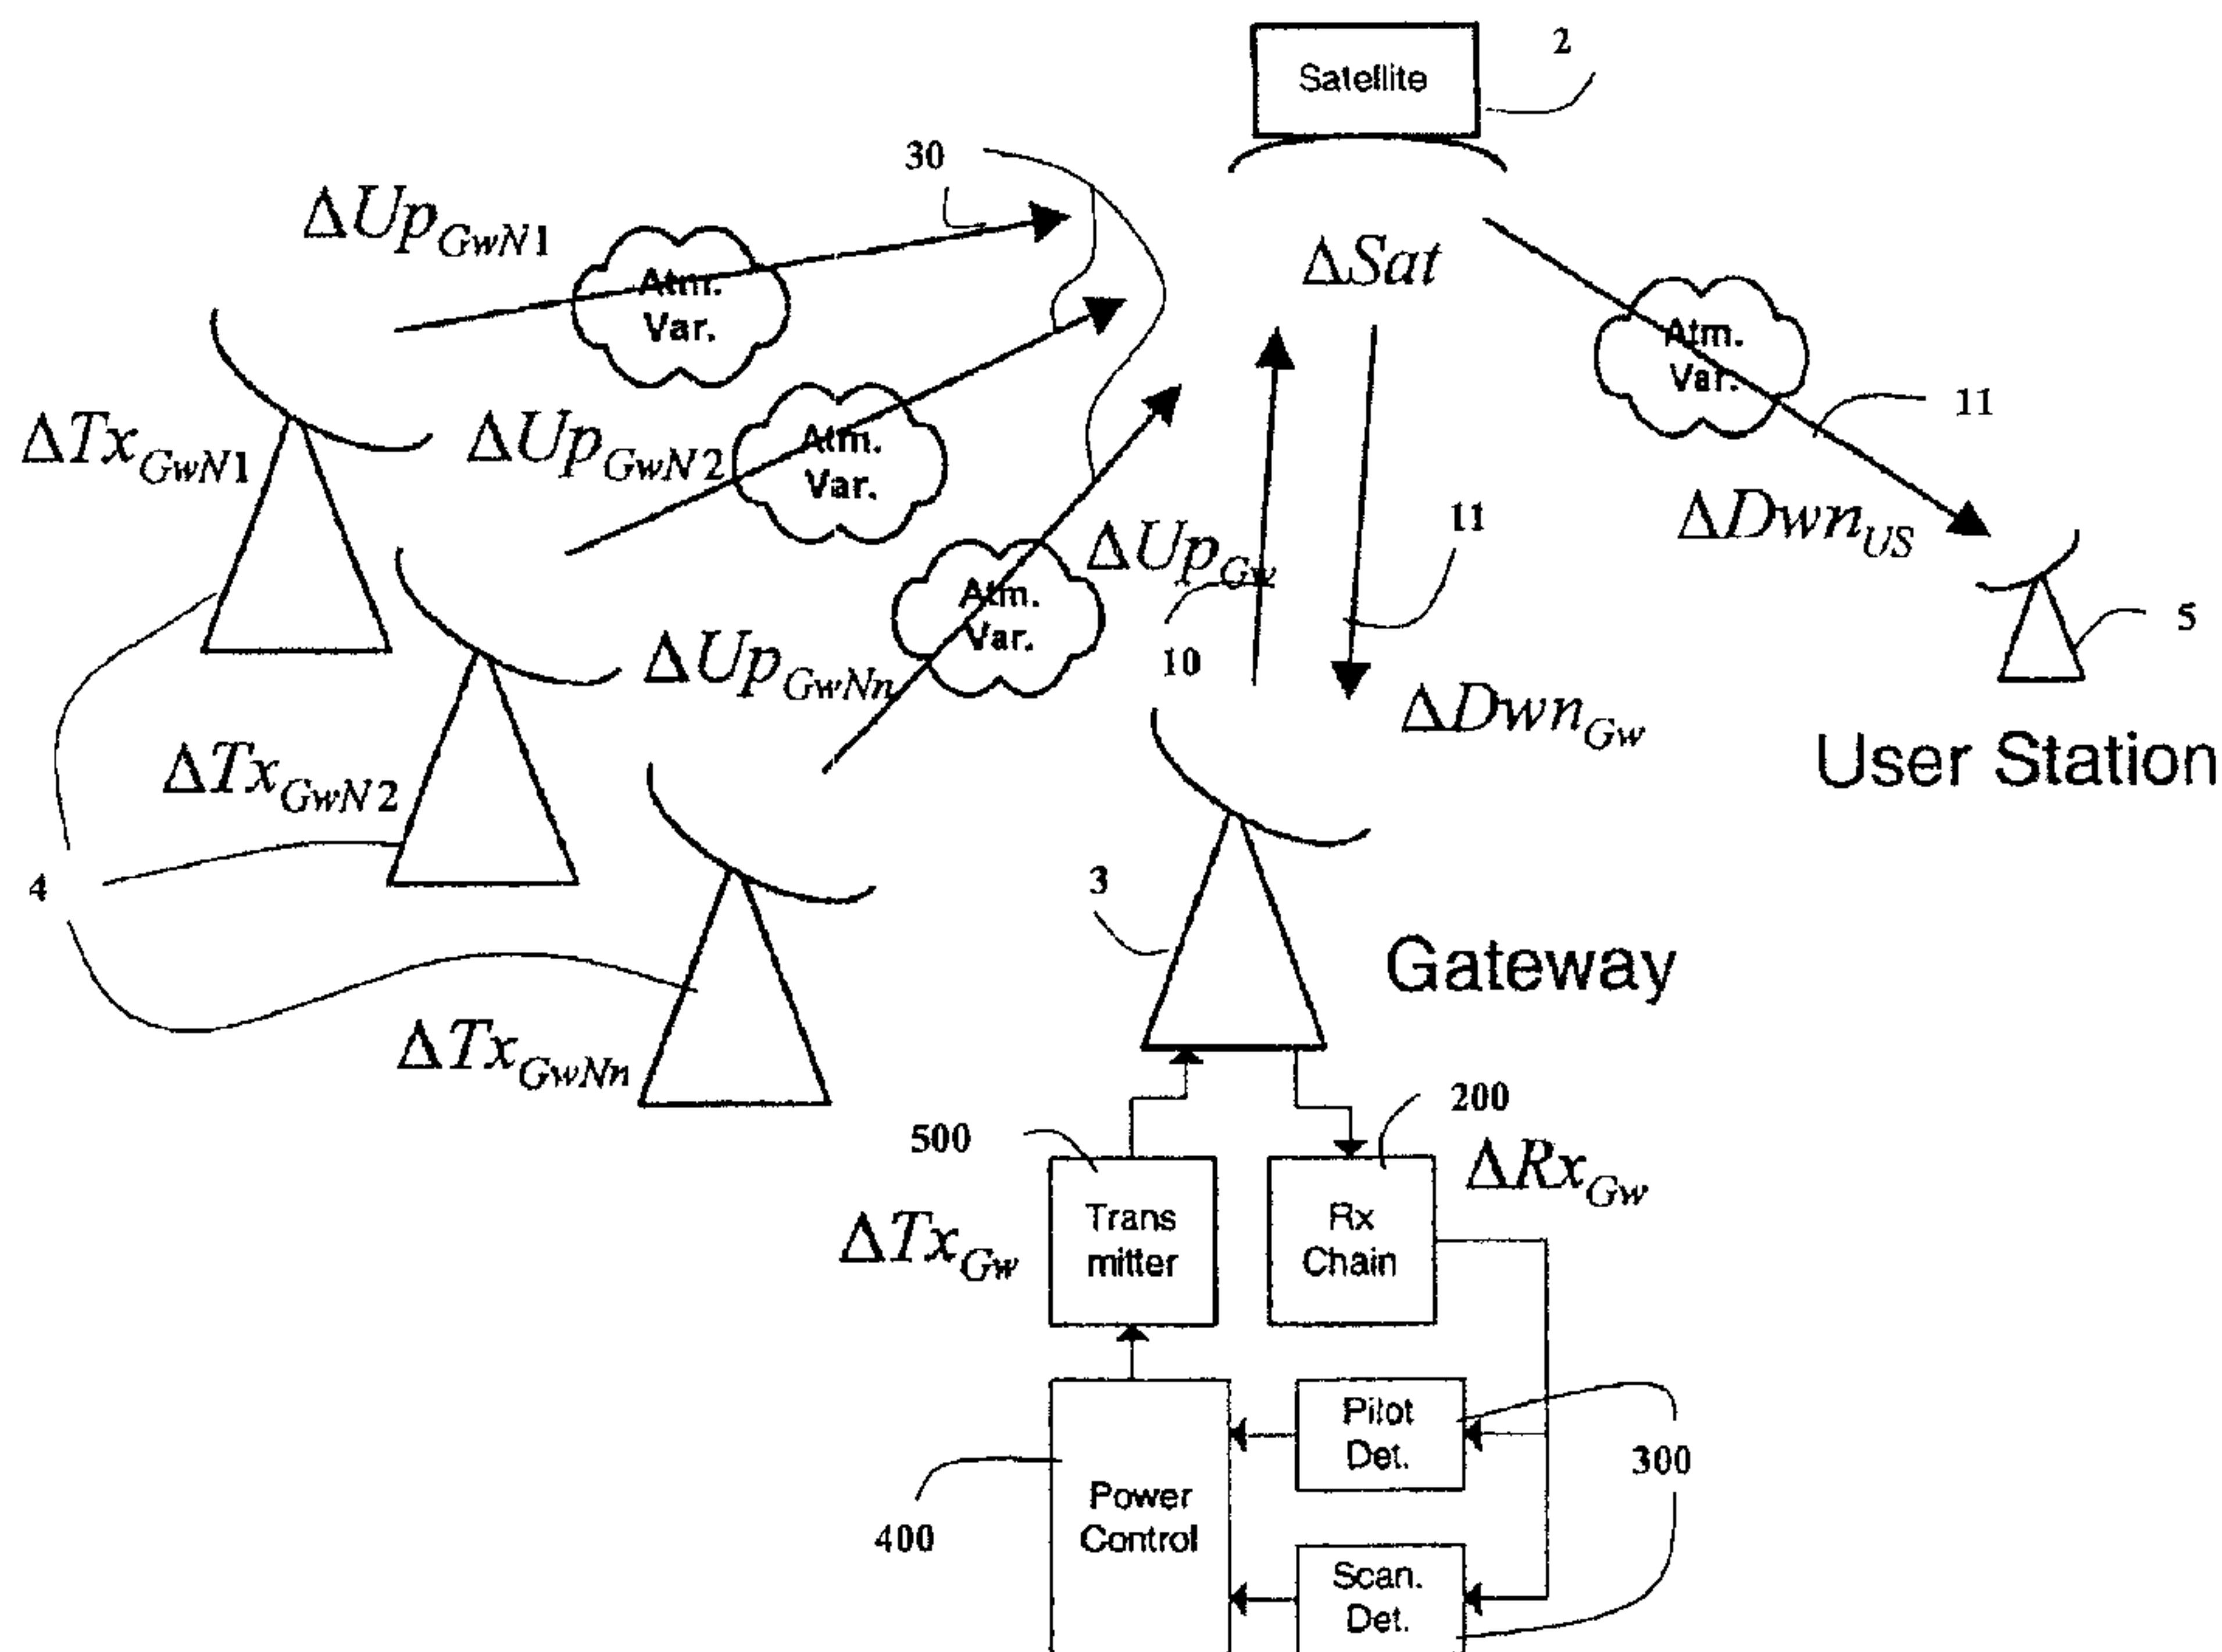 2
Satellite
30
ΔUp_GwN1
ΔSat
Atm.
Var.
Atm.
Var.
11
ΔTx_GwN1
ΔUp_GwN2
Atm.
Var.
ΔDwn_US
11
ΔUp_Gw
Atm.
Var.
5
ΔUp_GwNn
10
ΔDwn_Gw
User Station
ΔTx_GwN2
4
3
Gateway
ΔTx_GwNn
200
500
ΔRx_Gw
Trans
mitter
Rx
Chain
ΔTx_Gw
Pilot
Det.
300
Power
Control
400
Scan.
Det.